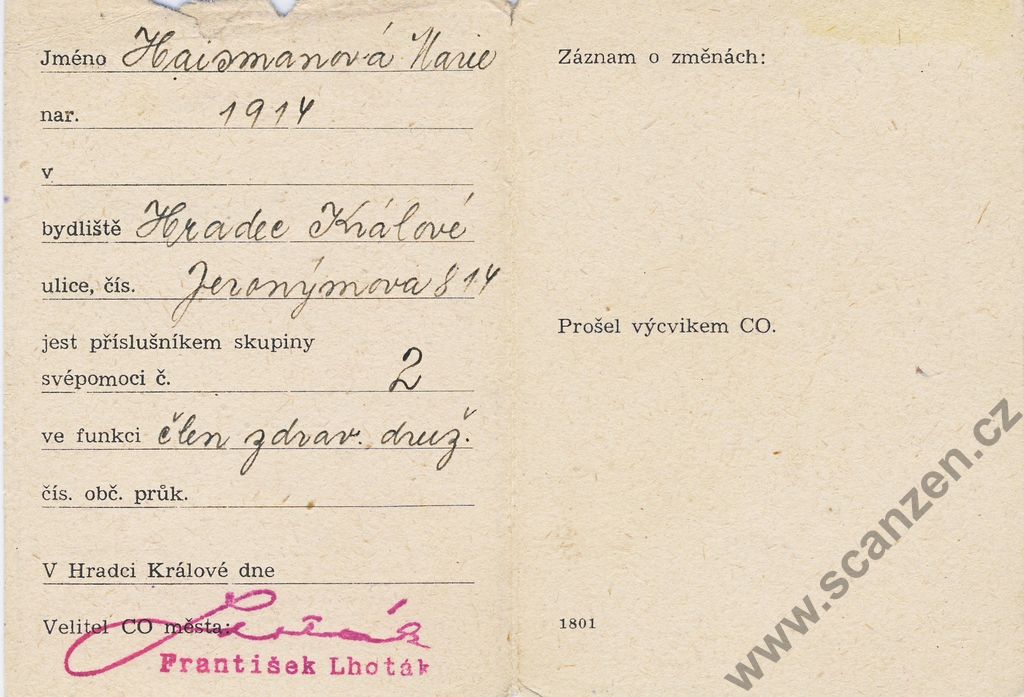 Jméno Haismanová Marie
nar. 1914
v
bydliště Hradec Králové
ulice, čís. Jeronýmova 814
jest příslušníkem skupiny
svépomoci č. 2
ve funkci člen zdrav. druž.
čís. obč. průk.
V Hradci Králové dne
Velitel CO města:
Lhoták
František Lhoták
Záznam o změnách:
Prošel výcvikem CO.
1801
www.scanzen.cz